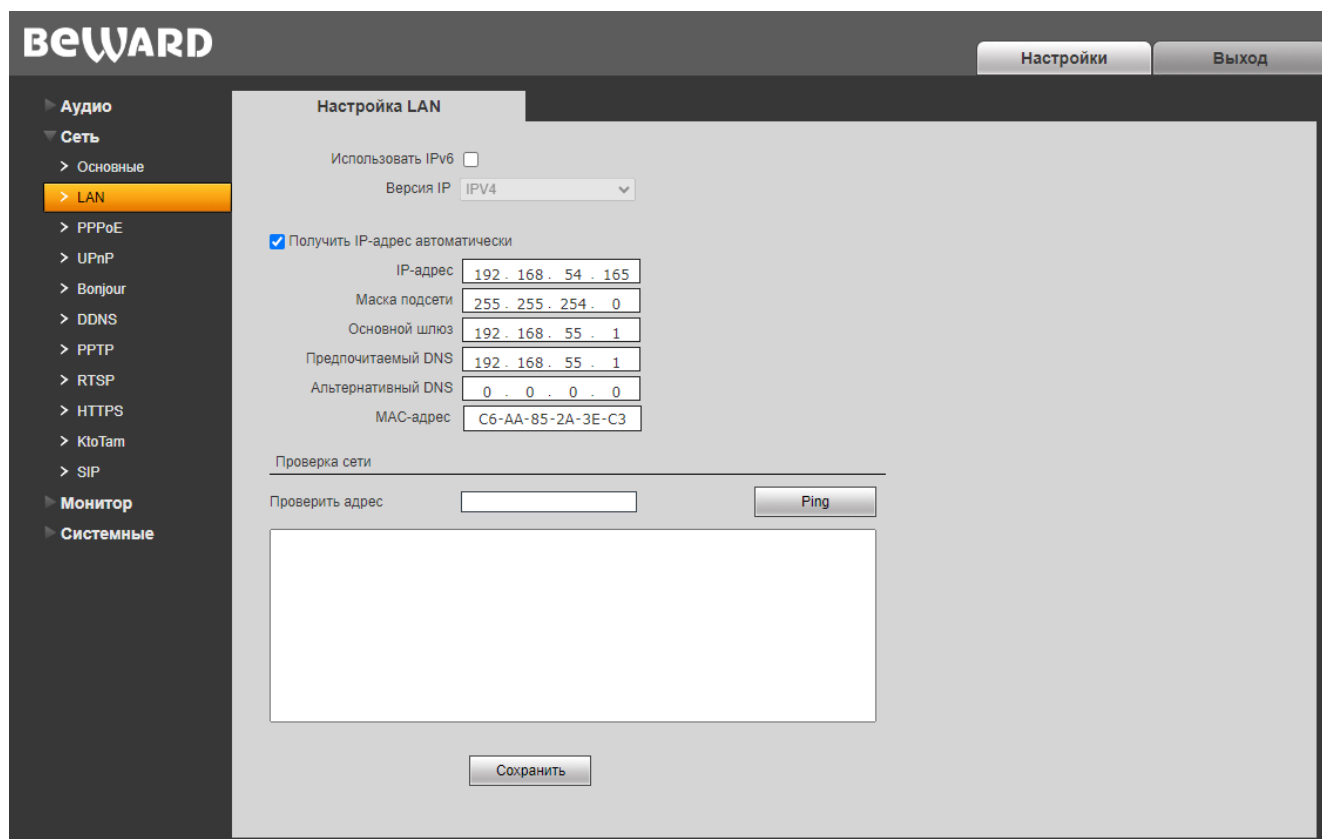 BEWARD
Настройки
Выход
Аудио
Сеть
> Основные
> LAN
> PPPoE
> UPnP
> Bonjour
> DDNS
> PPTP
> RTSP
> HTTPS
> KtoTam
> SIP
Монитор
Системные
Настройка LAN
Использовать IPv6
Версия IP IPV4
Получить IP-адрес автоматически
IP-адрес 192 . 168 . 54 . 165
Маска подсети 255 . 255 . 254 . 0
Основной шлюз 192 . 168 . 55 . 1
Предпочитаемый DNS 192 . 168 . 55 . 1
Альтернативный DNS 0 . 0 . 0 . 0
MAC-адрес C6-AA-85-2A-3E-C3
Проверка сети
Проверить адрес Ping
Сохранить